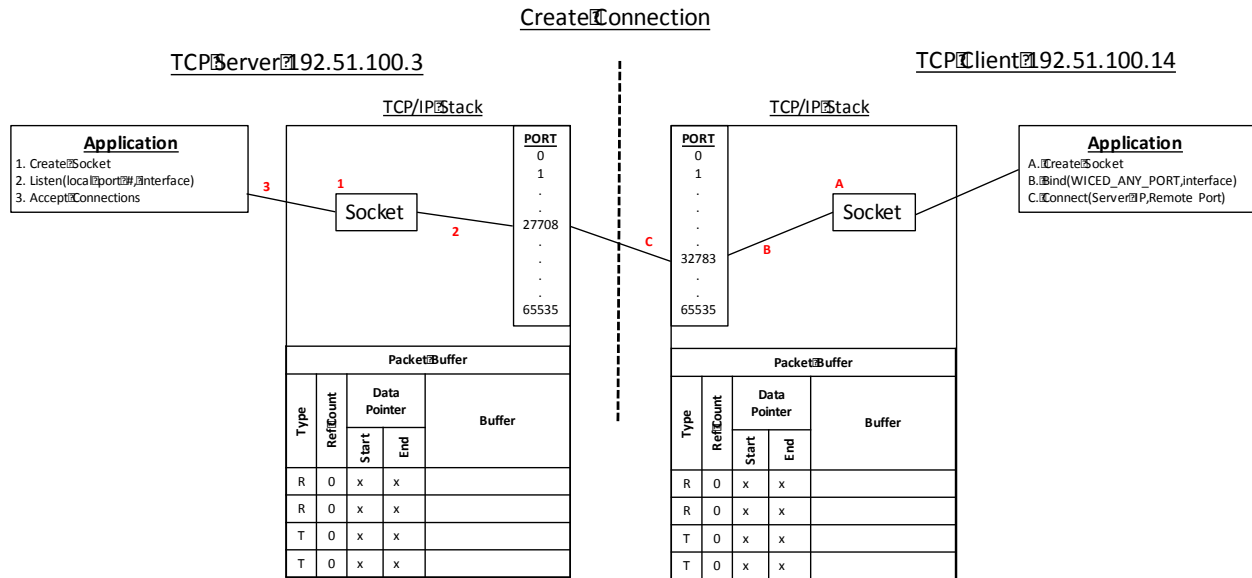 Create Connection
TCP Server 192.51.100.3
TCP Client 192.51.100.14
TCP/IP Stack
TCP/IP Stack
Application
1. Create Socket
2. Listen(local port #, interface)
3. Accept Connections
3
1
Socket
2
PORT
0
1
.
.
27708
.
.
.
65535
C
PORT
0
1
.
.
.
.
32783
.
.
65535
B
A
Socket
Application
A. Create Socket
B. Bind(WICED_ANY_PORT,interface)
C. Connect(Server IP,Remote Port)
Packet Buffer
Type
Ref Count
Data
Pointer
Start
End
Buffer
R 0 x x
R 0 x x
T 0 x x
T 0 x x
Packet Buffer
Type
Ref Count
Data
Pointer
Start
End
Buffer
R 0 x x
R 0 x x
T 0 x x
T 0 x x